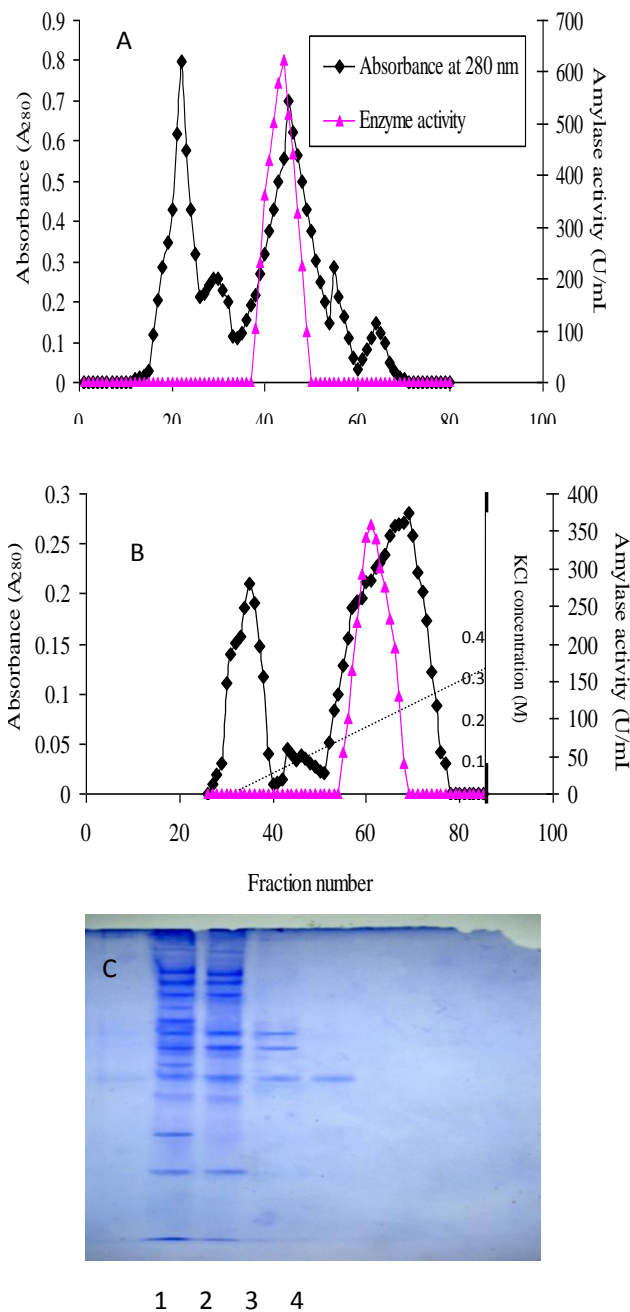 A
Absorbance (A280)
0.9
0.8
0.7
0.6
0.5
0.4
0.3
0.2
0.1
0
700
600
500
400
300
200
100
0
Amylase activity (U/mL
Absorbance at 280 nm
Enzyme activity
0 20 40 60 80 100
B
Absorbance (A280)
0.3
0.25
0.2
0.15
0.1
0.05
0
0.4
0.3
0.2
0.1
KCl concentration (M)
400
350
300
250
200
150
100
50
0
Amylase activity (U/mL
0 20 40 60 80 100
Fraction number
C
1 2 3 4